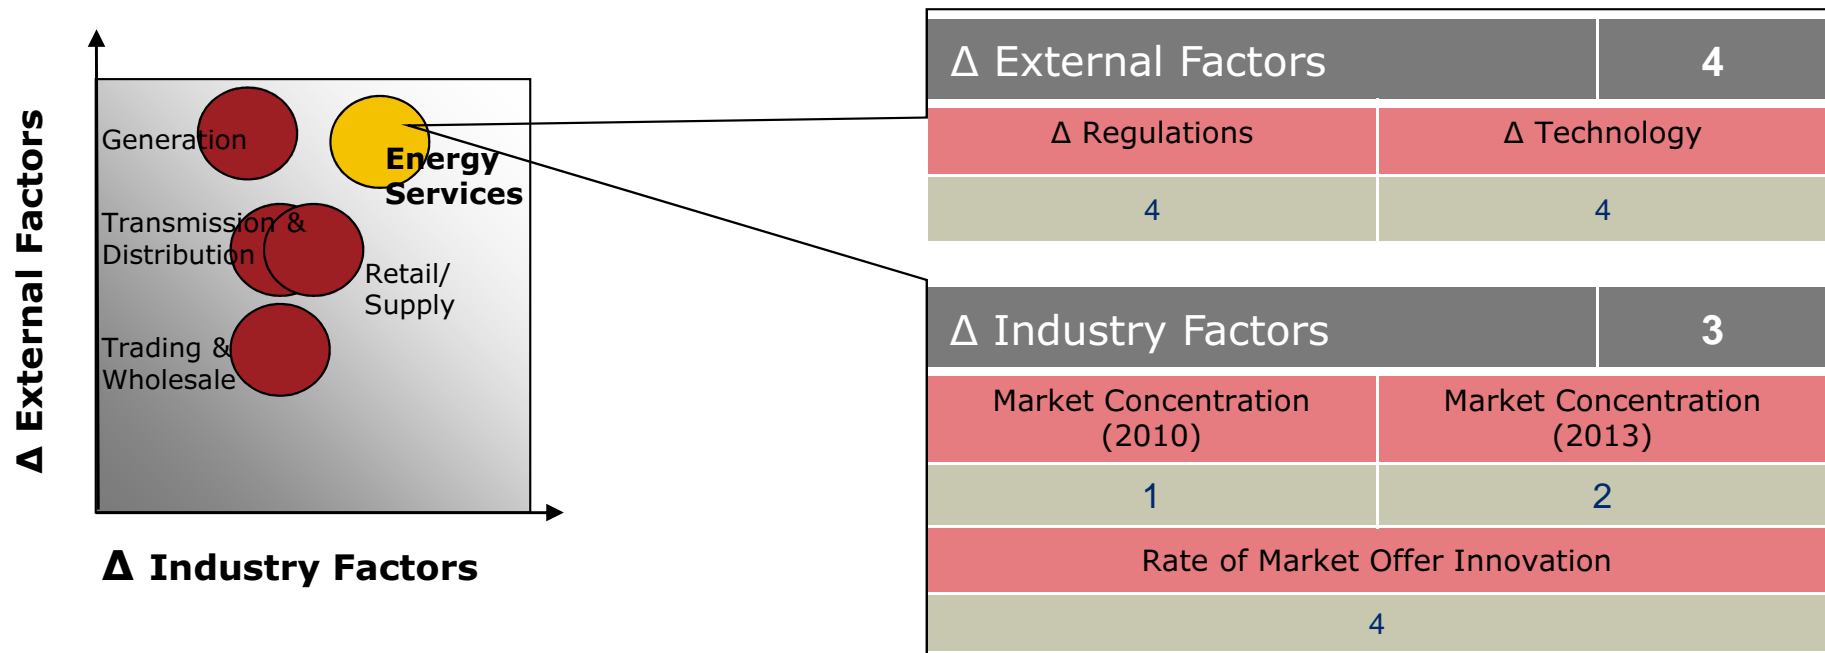 Δ External Factors
Generation
Energy
Services
Transmission &
Distribution
Retail/
Supply
Trading &
Wholesale
Δ Industry Factors
Δ External Factors 4
Δ Regulations Δ Technology
4 4
Δ Industry Factors 3
Market Concentration
(2010)
Market Concentration
(2013)
1 2
Rate of Market Offer Innovation
4